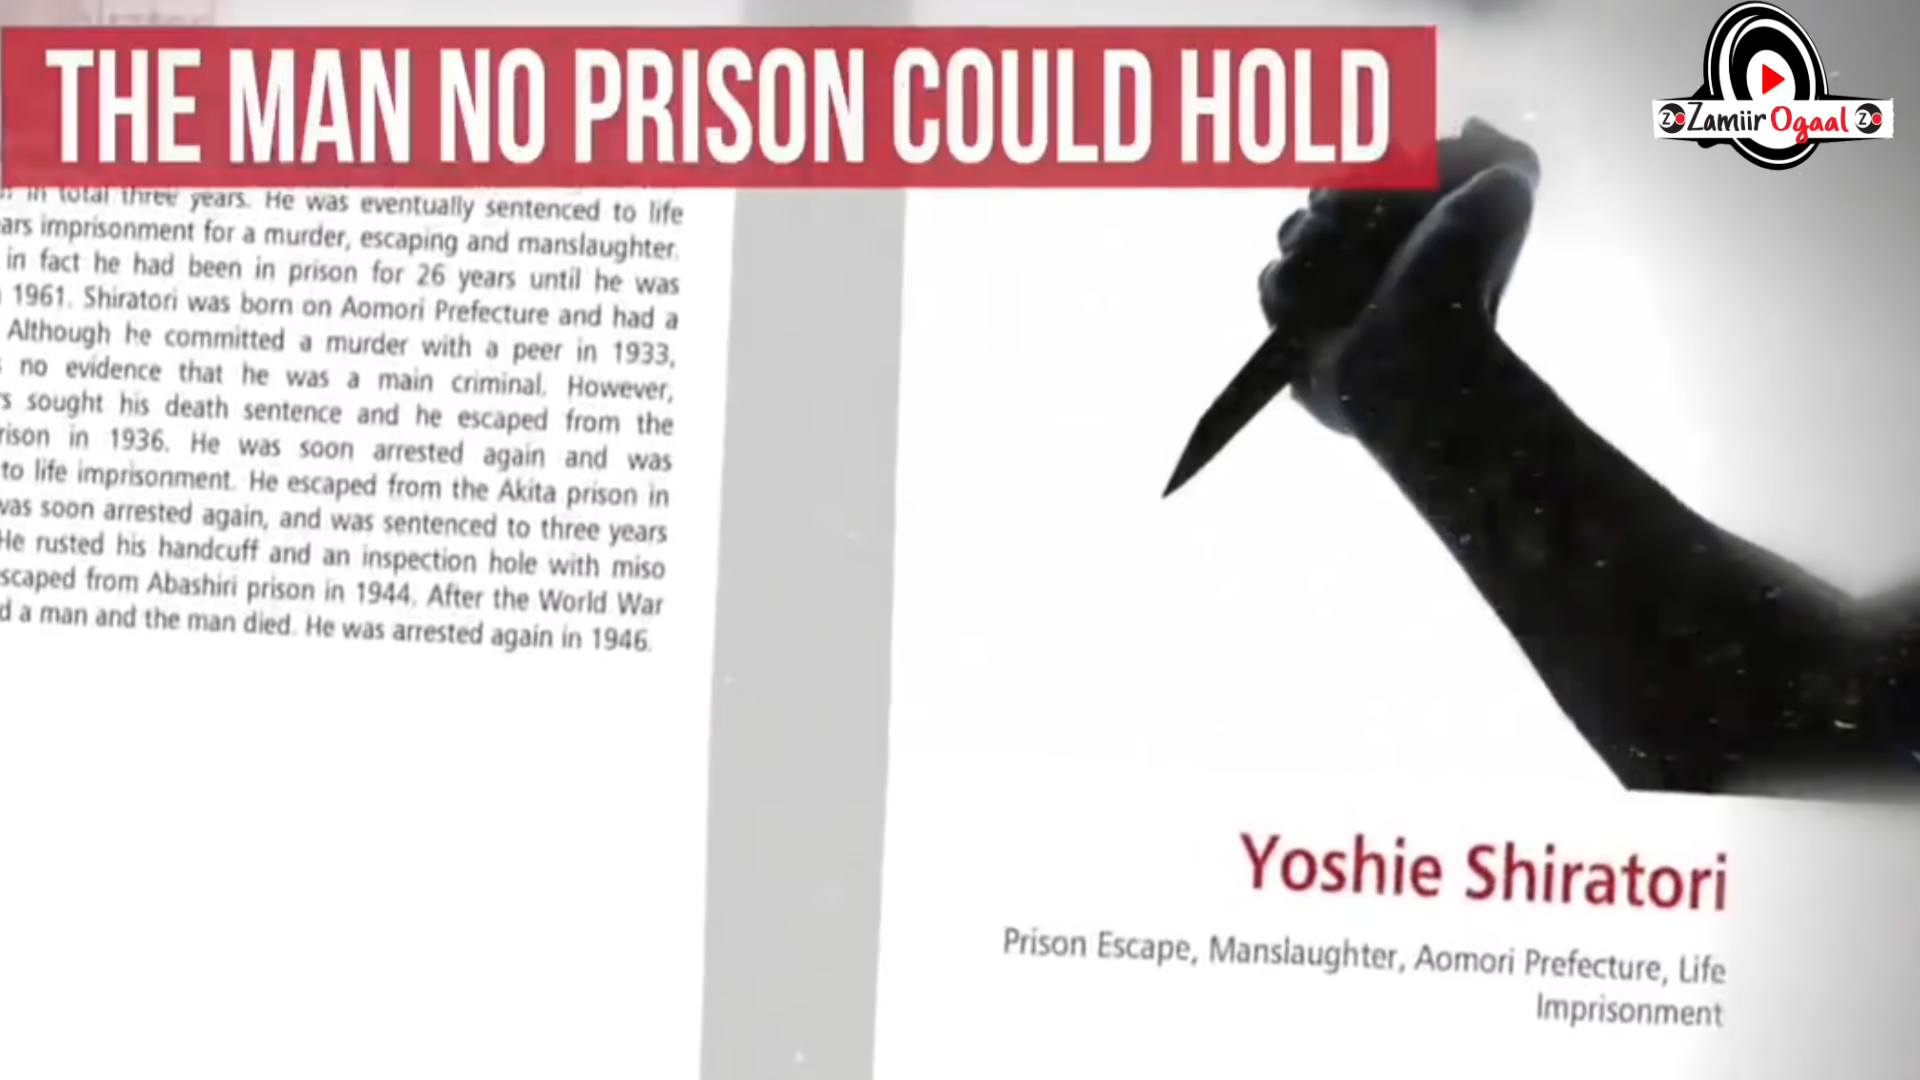 THE MAN NO PRISON COULD HOLD
Zamiir Ogaal
in total three years. He was eventually sentenced to life
ars imprisonment for a murder, escaping and manslaughter.
in fact he had been in prison for 26 years until he was
1961. Shiratori was born on Aomori Prefecture and had a
Although he committed a murder with a peer in 1933,
no evidence that he was a main criminal. However,
s sought his death sentence and he escaped from the
rison in 1936. He was soon arrested again and was
to life imprisonment. He escaped from the Akita prison in
was soon arrested again, and was sentenced to three years
He rusted his handcuff and an inspection hole with miso
scaped from Abashiri prison in 1944. After the World War
d a man and the man died. He was arrested again in 1946.
Yoshie Shiratori
Prison Escape, Manslaughter, Aomori Prefecture, Life
Imprisonment